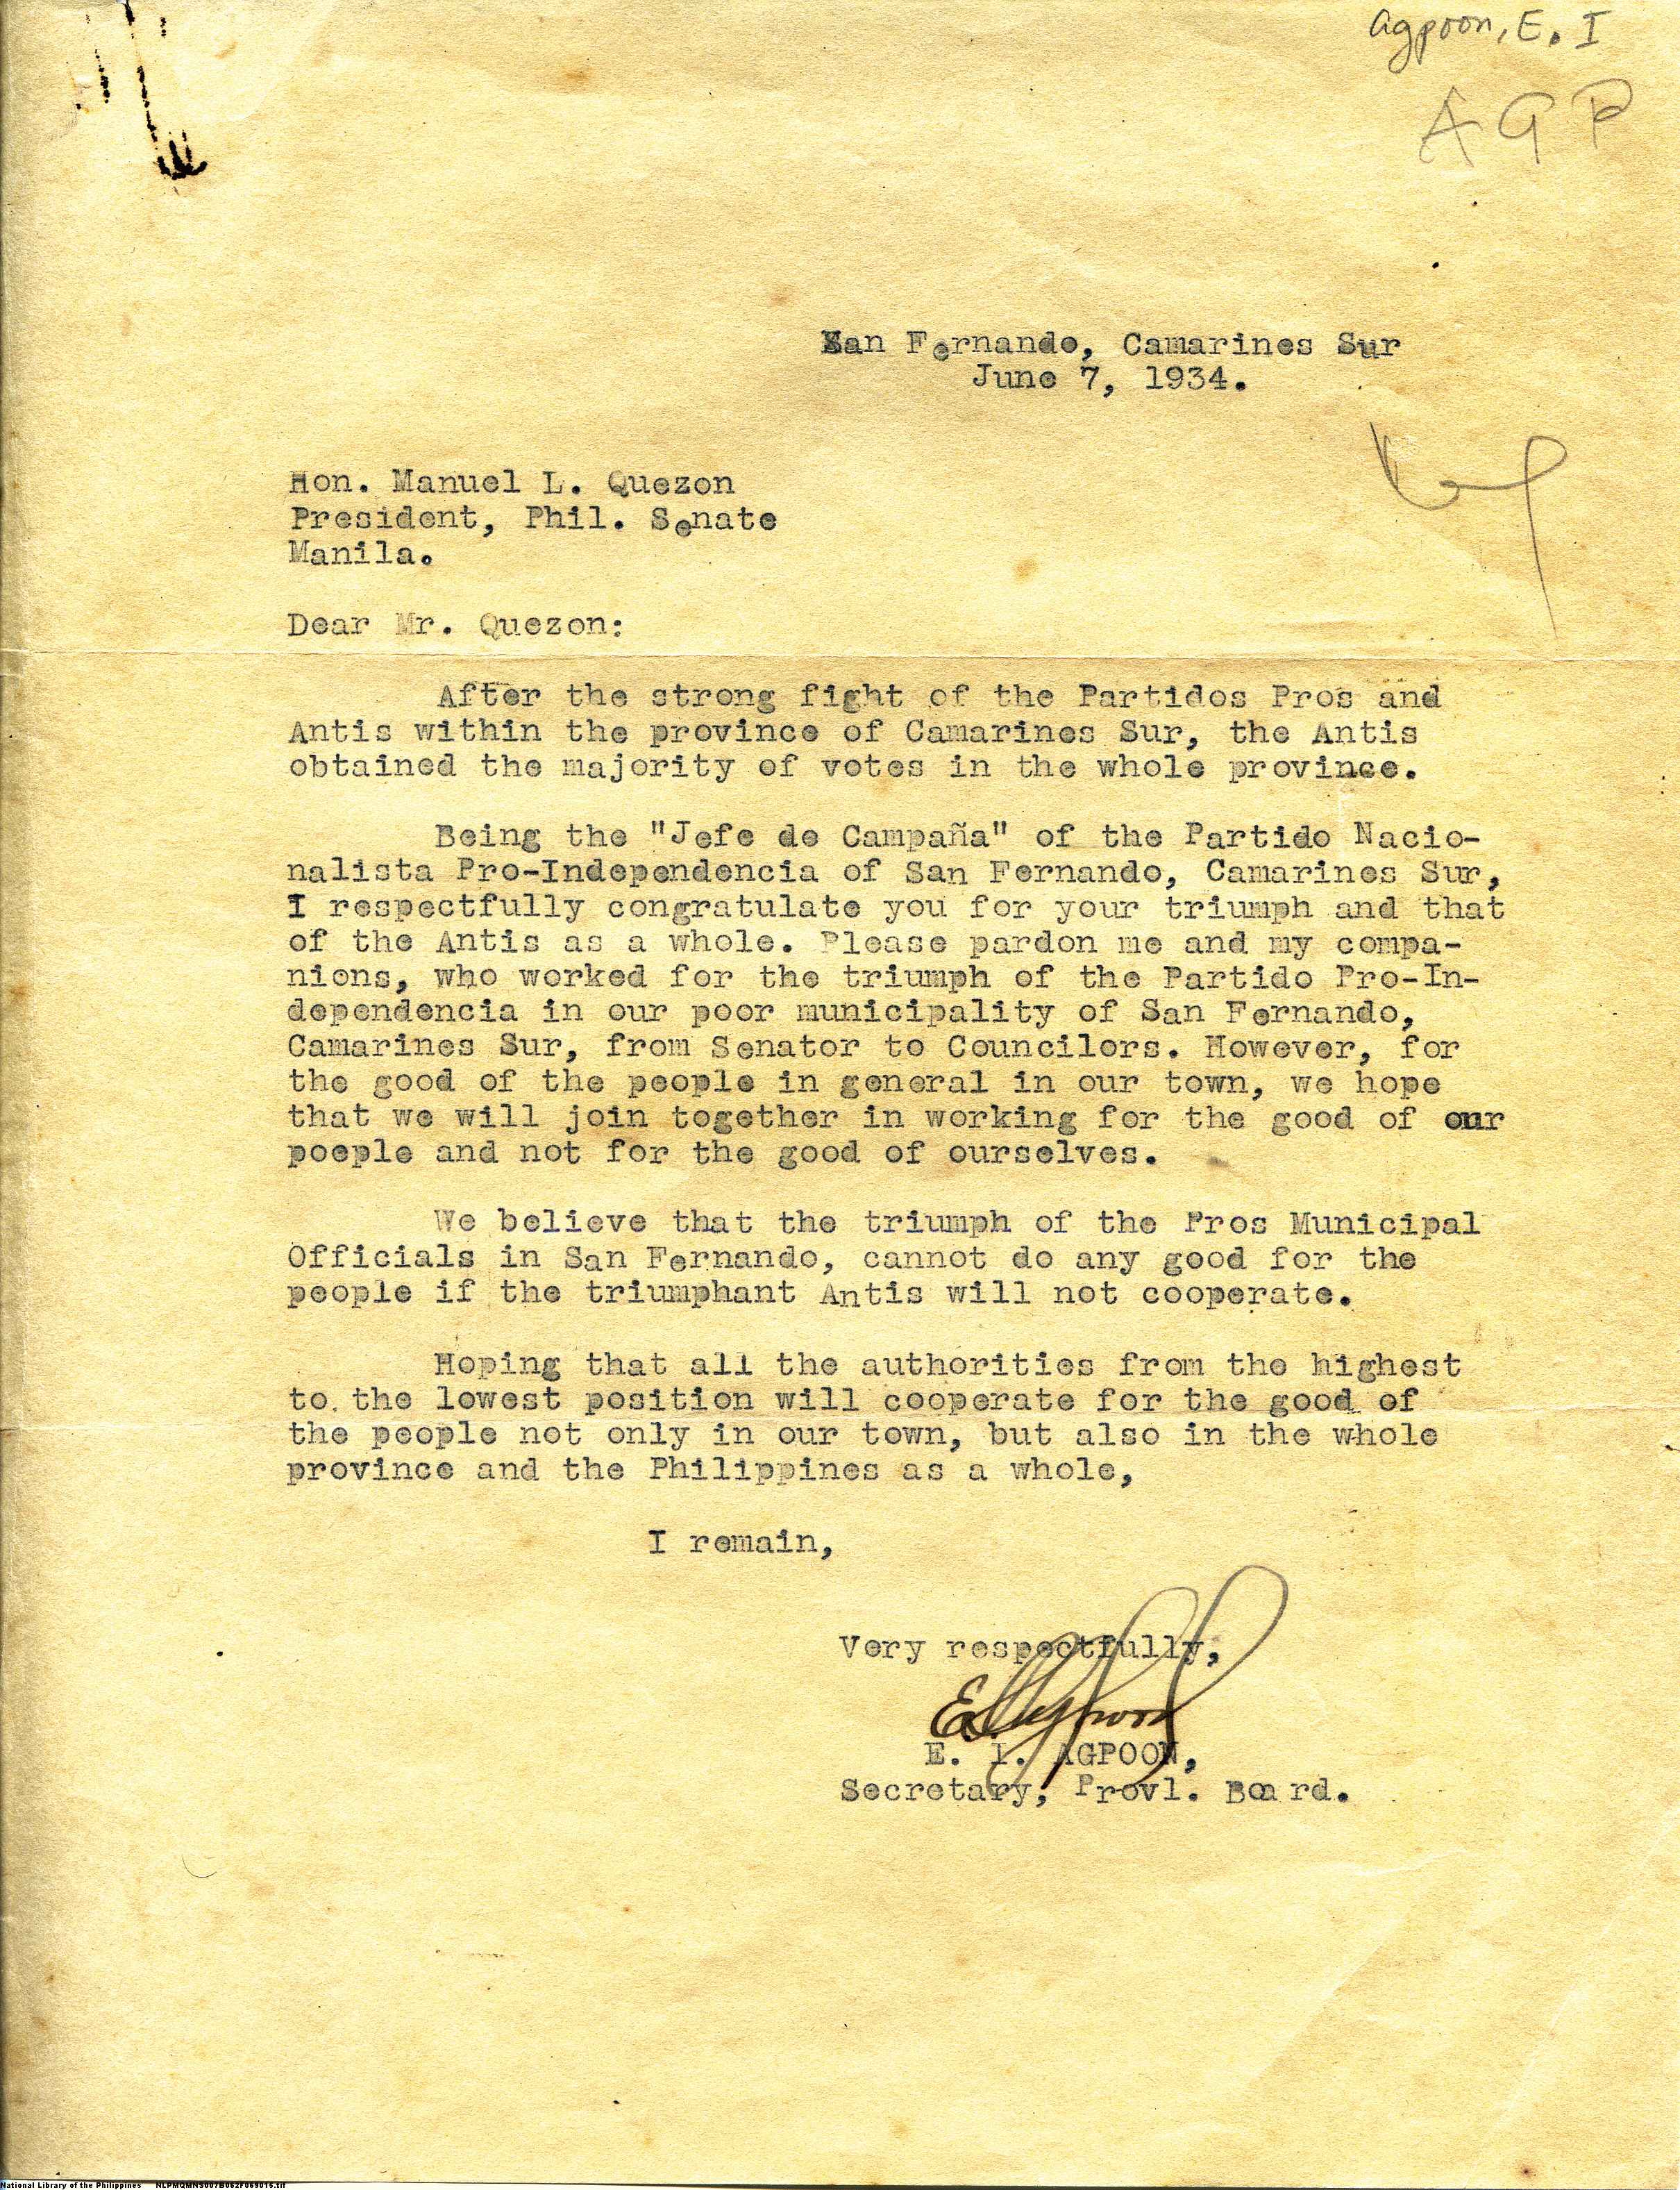 Agpoon, E. I
AGP
San Fernando, Camarines Sur
June 7, 1934.
Hon. Manuel L. Quezon
President, Phil. Senate
Manila.
Dear Mr. Quezon:
After the strong fight of the Partidos Pros and
Antis within the province of Camarines Sur, the Antis
obtained the majority of votes in the whole province.
Being the "Jefe de Campaña" of the Partido Nacio-
nalista Pro-Independencia of San Fernando, Camarines Sur,
I respectfully congratulate you for your triumph and that
of the Antis as a whole. Please pardon me and my compa-
nions, who worked for the triumph of the Partido Pro-In-
dependencia in our poor municipality of San Fernando,
Camarines Sur, from Senator to Councilors. However, for
the good of the people in general in our town, we hope
that we will join together in working for the good of our
poeple and not for the good of ourselves.
We believe that the triumph of the Pros Municipal
Officials in San Fernando, cannot do any good for the
people if the triumphant Antis will not cooperate.
Hoping that all the authorities from the highest
to the lowest position will cooperate for the good of
the people not only in our town, but also in the whole
province and the Philippines as a whole,
I remain,
Very respectfully,
E. I. Agpoon
E. I. AGPOON,
Secretary, Provl. Board.
National Library of the Philippines NLPMQMNS007B062F069015.tif